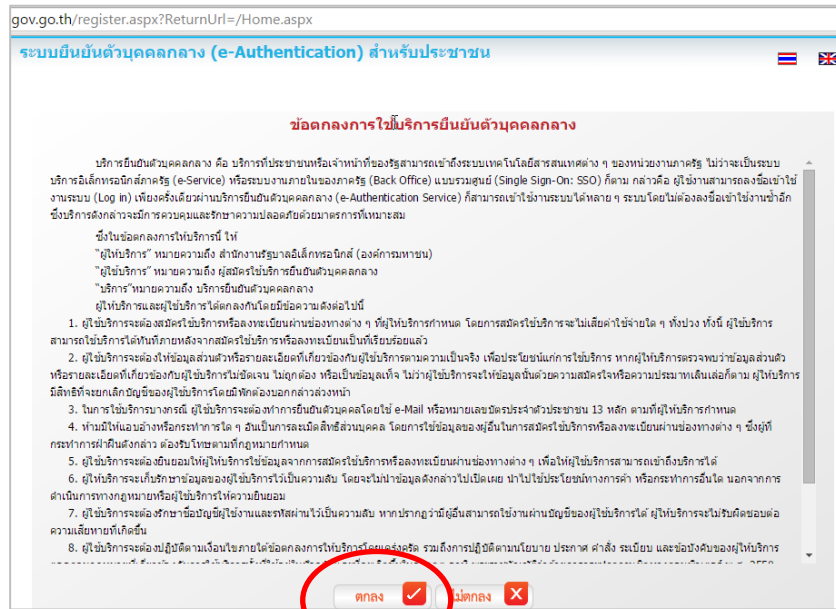 gov.go.th/register.aspx?ReturnUrl=/Home.aspx
ระบบยืนยันตัวบุคคลกลาง (e-Authentication) สำหรับประชาชน
ข้อตกลงการใช้บริการยืนยันตัวบุคคลกลาง
บริการยืนยันตัวบุคคลกลาง คือ บริการที่ประชาชนหรือเจ้าหน้าที่ของรัฐสามารถเข้าถึงระบบเทคโนโลยีสารสนเทศต่าง ๆ ของหน่วยงานภาครัฐ ไม่ว่าจะเป็นระบบ
บริการอิเล็กทรอนิกส์ภาครัฐ (e-Service) หรือระบบงานภายในของภาครัฐ (Back Office) แบบรวมศูนย์ (Single Sign-On: SSO) ก็ตาม กล่าวคือ ผู้ใช้งานสามารถลงชื่อเข้าใช้
งานระบบ (Log in) เพียงครั้งเดียวผ่านบริการยืนยันตัวบุคคลกลาง (e-Authentication Service) ก็สามารถเข้าใช้งานระบบได้หลาย ๆ ระบบโดยไม่ต้องลงชื่อเข้าใช้งานซ้ำอีก
ซึ่งบริการดังกล่าวจะมีการควบคุมและรักษาความปลอดภัยด้วยมาตรการที่เหมาะสม
ซึ่งในข้อตกลงการให้บริการนี้ ให้
"ผู้ให้บริการ" หมายความถึง สำนักงานรัฐบาลอิเล็กทรอนิกส์ (องค์การมหาชน)
"ผู้ใช้บริการ" หมายความถึง ผู้สมัครใช้บริการยืนยันตัวบุคคลกลาง
"บริการ"หมายความถึง บริการยืนยันตัวบุคคลกลาง
ผู้ให้บริการและผู้ใช้บริการได้ตกลงกันโดยมีข้อความดังต่อไปนี้
1. ผู้ใช้บริการจะต้องสมัครใช้บริการหรือลงทะเบียนผ่านช่องทางต่าง ๆ ที่ผู้ให้บริการกำหนด โดยการสมัครใช้บริการจะไม่เสียค่าใช้จ่ายใด ๆ ทั้งปวง ทั้งนี้ ผู้ใช้บริการ
สามารถใช้บริการได้ทันทีภายหลังจากสมัครใช้บริการหรือลงทะเบียนเป็นที่เรียบร้อยแล้ว
2. ผู้ใช้บริการจะต้องให้ข้อมูลส่วนตัวหรือรายละเอียดที่เกี่ยวข้องกับผู้ใช้บริการตามความเป็นจริง เพื่อประโยชน์แก่การใช้บริการ หากผู้ให้บริการตรวจพบว่าข้อมูลส่วนตัว
หรือรายละเอียดที่เกี่ยวข้องกับผู้ใช้บริการไม่ชัดเจน ไม่ถูกต้อง หรือเป็นข้อมูลเท็จ ไม่ว่าผู้ใช้บริการจะให้ข้อมูลนั้นด้วยความสมัครใจหรือความประมาทเลินเล่อก็ตาม ผู้ให้บริการ
มีสิทธิที่จะยกเลิกบัญชีของผู้ใช้บริการโดยมิพักต้องบอกกล่าวล่วงหน้า
3. ในการใช้บริการบางกรณี ผู้ใช้บริการจะต้องทำการยืนยันตัวบุคคลโดยใช้ e-Mail หรือหมายเลขบัตรประจำตัวประชาชน 13 หลัก ตามที่ผู้ให้บริการกำหนด
4. ห้ามมิให้แอบอ้างหรือกระทำการใด ๆ อันเป็นการละเมิดสิทธิส่วนบุคคล โดยการใช้ข้อมูลของผู้อื่นในการสมัครใช้บริการหรือลงทะเบียนผ่านช่องทางต่าง ๆ ซึ่งผู้ที่
กระทำการฝ่าฝืนดังกล่าว ต้องรับโทษตามที่กฎหมายกำหนด
5. ผู้ใช้บริการจะต้องยินยอมให้ผู้ให้บริการใช้ข้อมูลจากการสมัครใช้บริการหรือลงทะเบียนผ่านช่องทางต่าง ๆ เพื่อให้ผู้ใช้บริการสามารถเข้าถึงบริการได้
6. ผู้ให้บริการจะเก็บรักษาข้อมูลของผู้ใช้บริการไว้เป็นความลับ โดยจะไม่นำข้อมูลดังกล่าวไปเปิดเผย นำไปใช้ประโยชน์ทางการค้า หรือกระทำการอื่นใด นอกจากการ
ดำเนินการทางกฎหมายหรือผู้ใช้บริการให้ความยินยอม
7. ผู้ใช้บริการจะต้องรักษาชื่อบัญชีผู้ใช้งานและรหัสผ่านไว้เป็นความลับ หากปรากฏว่ามีผู้อื่นสามารถใช้งานผ่านบัญชีของผู้ใช้บริการได้ ผู้ให้บริการจะไม่รับผิดชอบต่อ
ความเสียหายที่เกิดขึ้น
8. ผู้ใช้บริการจะต้องปฏิบัติตามเงื่อนไขภายใต้ข้อตกลงการให้บริการโดยเคร่งครัด รวมถึงการปฏิบัติตามนโยบาย ประกาศ คำสั่ง ระเบียบ และข้อบังคับของผู้ให้บริการ
ตกลง ไม่ตกลง